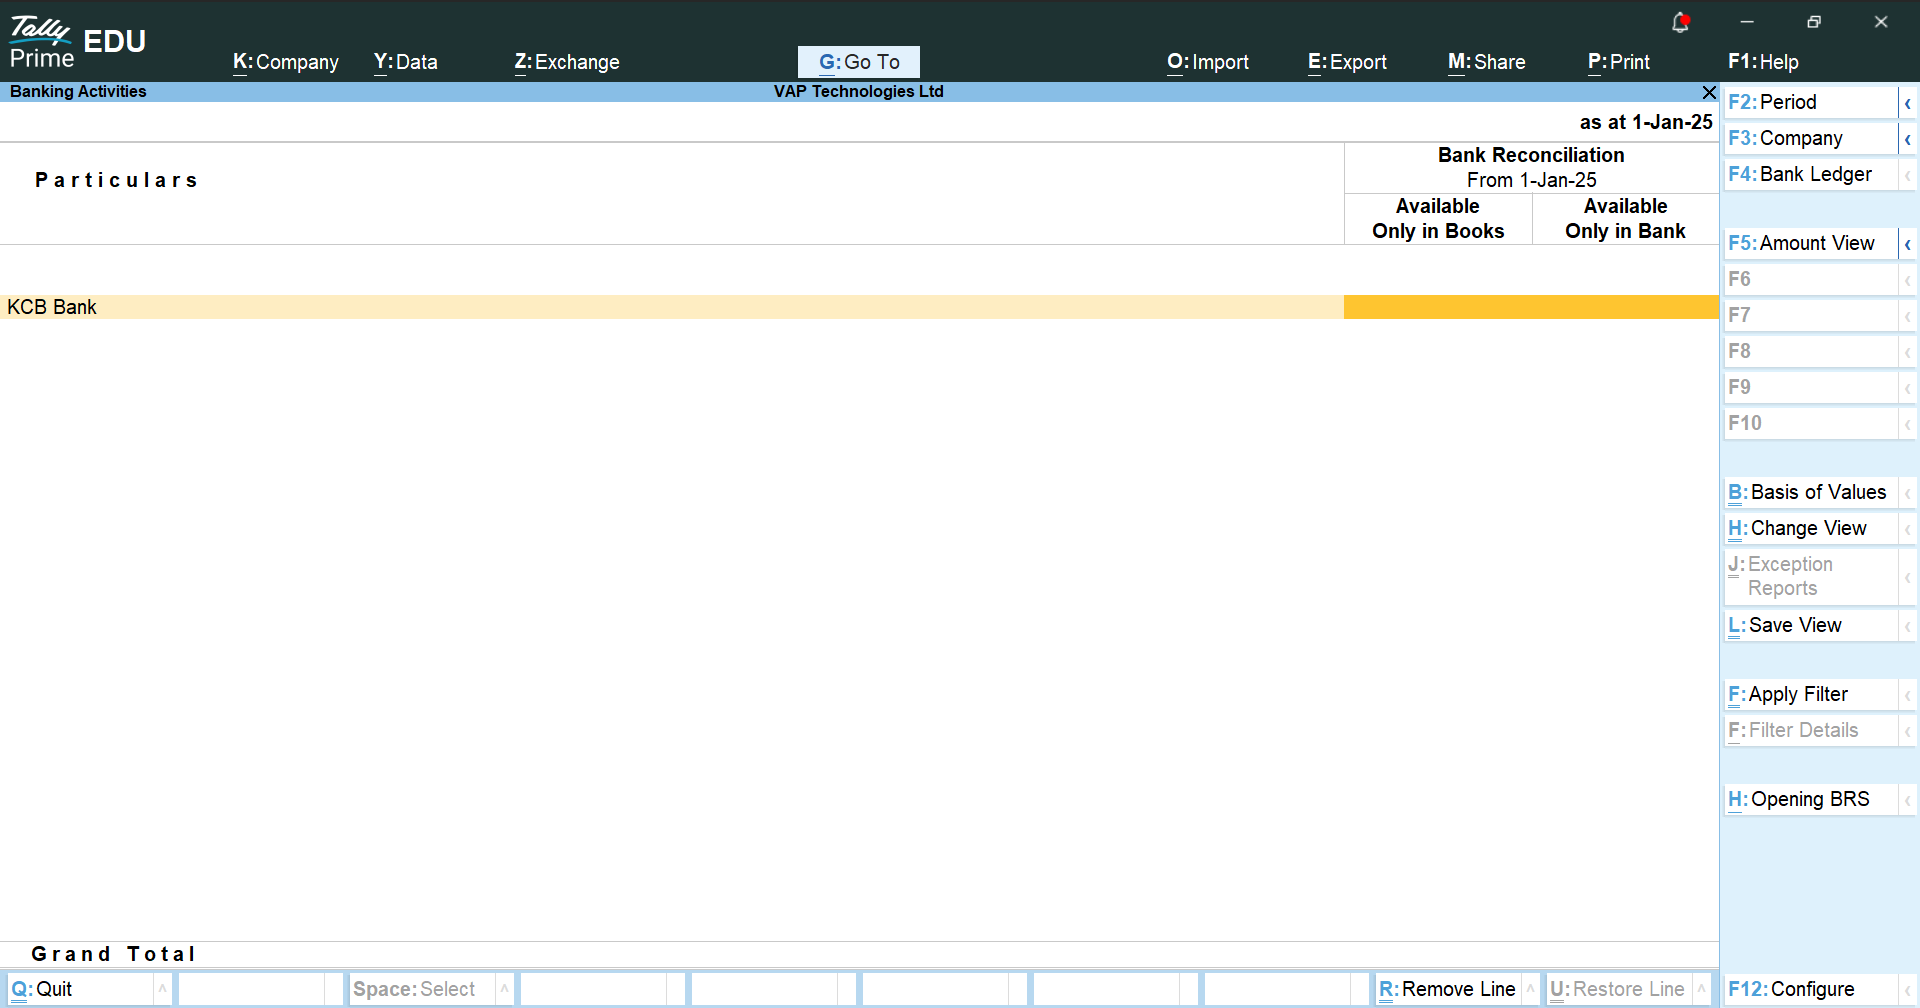 Tally
Prime
EDU
K:Company
Y:Data
Z:Exchange
G:Go To
O:Import
E:Export
M:Share
P:Print
F1:Help
Banking Activities
VAP Technologies Ltd
as at 1-Jan-25
Particulars
Bank Reconciliation
From 1-Jan-25
Available
Only in Books
Available
Only in Bank
KCB Bank
Grand Total
F2:Period
F3:Company
F4:Bank Ledger
F5:Amount View
F6
F7
F8
F9
F10
B:Basis of Values
H:Change View
J:Exception
Reports
L:Save View
F:Apply Filter
F:Filter Details
H:Opening BRS
Q:Quit
Space:Select
R:Remove Line
U:Restore Line
F12:Configure